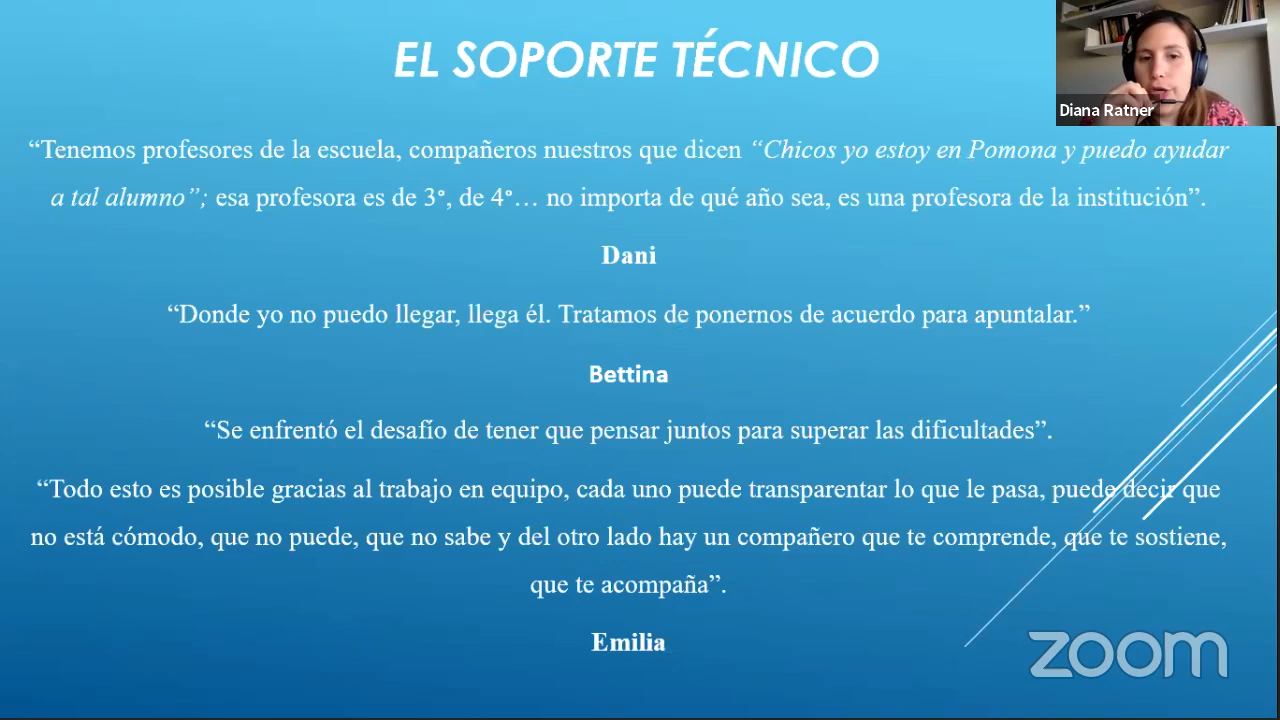 EL SOPORTE TÉCNICO
Diana Ratner
“Tenemos profesores de la escuela, compañeros nuestros que dicen “Chicos yo estoy en Pomona y puedo ayudar
a tal alumno”; esa profesora es de 3°, de 4°… no importa de qué año sea, es una profesora de la institución”.
Dani
“Donde yo no puedo llegar, llega él. Tratamos de ponernos de acuerdo para apuntalar.”
Bettina
“Se enfrentó el desafío de tener que pensar juntos para superar las dificultades”.
“Todo esto es posible gracias al trabajo en equipo, cada uno puede transparentar lo que le pasa, puede decir que
no está cómodo, que no puede, que no sabe y del otro lado hay un compañero que te comprende, que te sostiene,
que te acompaña”.
Emilia
zoom